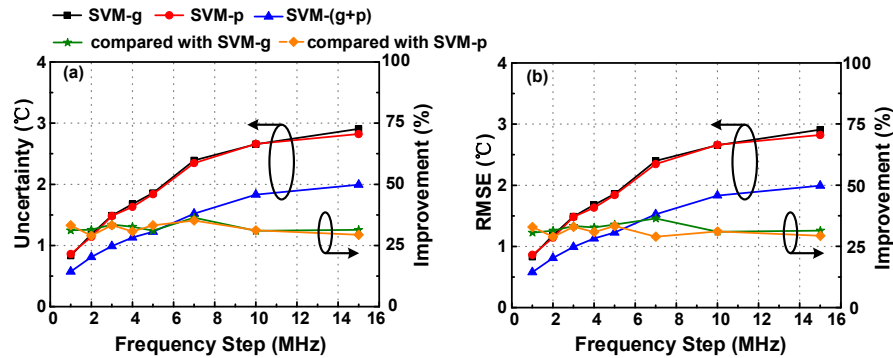 SVM-g SVM-p SVM-(g+p)
compared with SVM-g compared with SVM-p
(a)
Uncertainty (℃)
4
3
2
1
0
0 2 4 6 8 10 12 14 16
Frequency Step (MHz)
100
75
50
25
0
Improvement (%)
(b)
RMSE (℃)
4
3
2
1
0
0 2 4 6 8 10 12 14 16
Frequency Step (MHz)
100
75
50
25
0
Improvement (%)